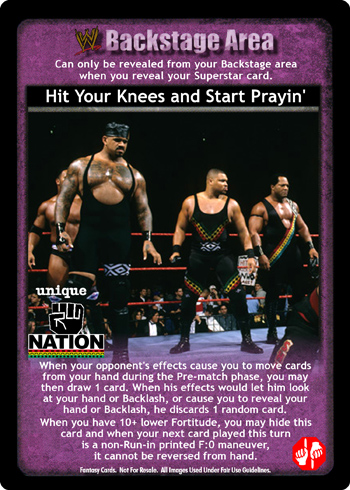 W Backstage Area
Can only be revealed from your Backstage area
when you reveal your Superstar card.
Hit Your Knees and Start Prayin'
unique
NATION
When your opponent's effects cause you to move cards
from your hand during the Pre-match phase, you may
then draw 1 card. When his effects would let him look
at your hand or Backlash, or cause you to reveal your
hand or Backlash, he discards 1 random card.
When you have 10+ lower Fortitude, you may hide this
card and when your next card played this turn
is a non-Run-in printed F:0 maneuver,
it cannot be reversed from hand.
Fantasy Cards. Not For Resale. All Images Used Under Fair Use Guidelines.